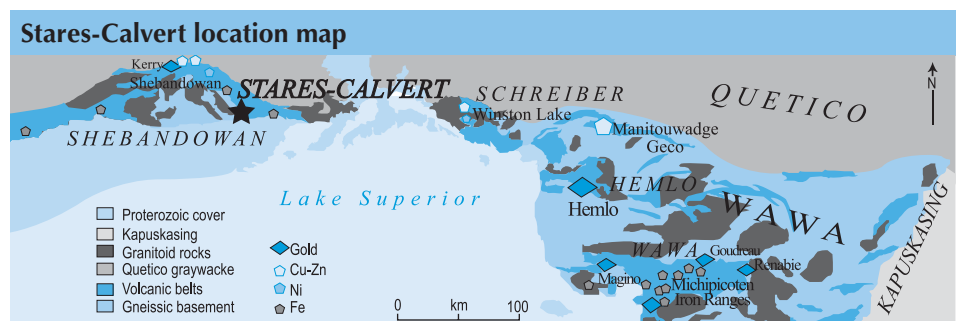 Stares-Calvert location map
Kerry
Shebandowan
STARES-CALVERT
SCHREIBER
QUETICO
N
Winston Lake
SHEBANDOWAN
Manitouwadge
Geco
Lake Superior
HEMLO
Hemlo
WAWA
KAPUSKASING
WAWA
Goudreau
Renabie
Magino
Michipicoten
Iron Ranges
Proterozoic cover
Kapuskasing
Granitoid rocks
Quetico graywacke
Volcanic belts
Gneissic basement
Gold
Cu-Zn
Ni
Fe
0 km 100